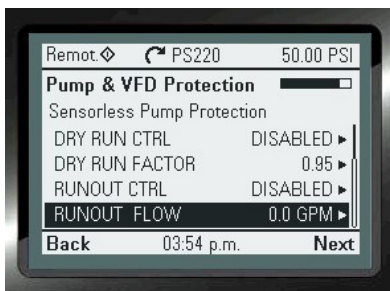 Remot. PS220 50.00 PSI
Pump & VFD Protection
Sensorless Pump Protection
DRY RUN CTRL DISABLED
DRY RUN FACTOR 0.95
RUNOUT CTRL DISABLED
RUNOUT FLOW 0.0 GPM
Back 03:54 p.m. Next